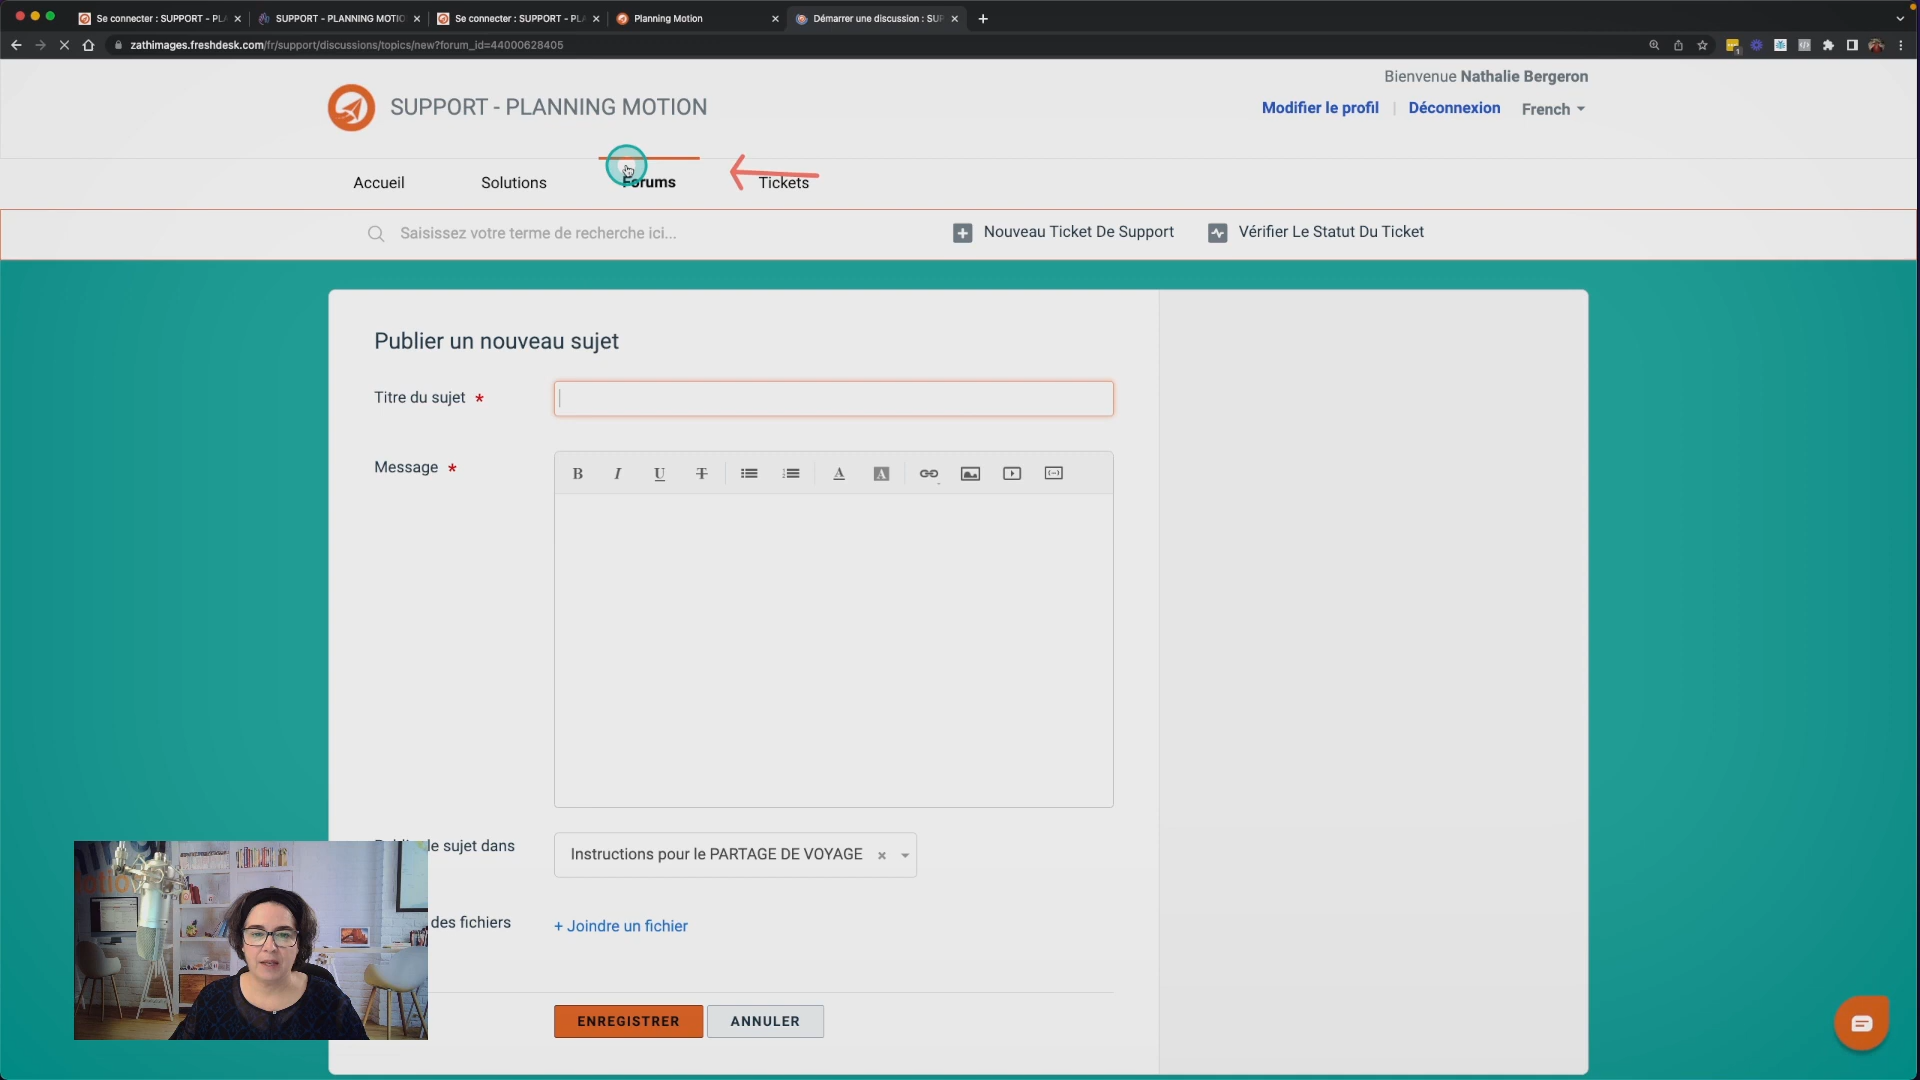 Se connecter : SUPPORT - PL
SUPPORT - PLANNING MOTIO
Se connecter : SUPPORT - PL
Planning Motion
Démarrer une discussion : SUP
zathimages.freshdesk.com/fr/support/discussions/topics/new?forum_id=44000628405
Bienvenue Nathalie Bergeron
SUPPORT - PLANNING MOTION
Modifier le profil | Déconnexion French
Accueil Solutions Forums Tickets
Saisissez votre terme de recherche ici...
Nouveau Ticket De Support
Vérifier Le Statut Du Ticket
Publier un nouveau sujet
Titre du sujet *
Message *
B I U T
le sujet dans
Instructions pour le PARTAGE DE VOYAGE
des fichiers
+ Joindre un fichier
ENREGISTRER
ANNULER